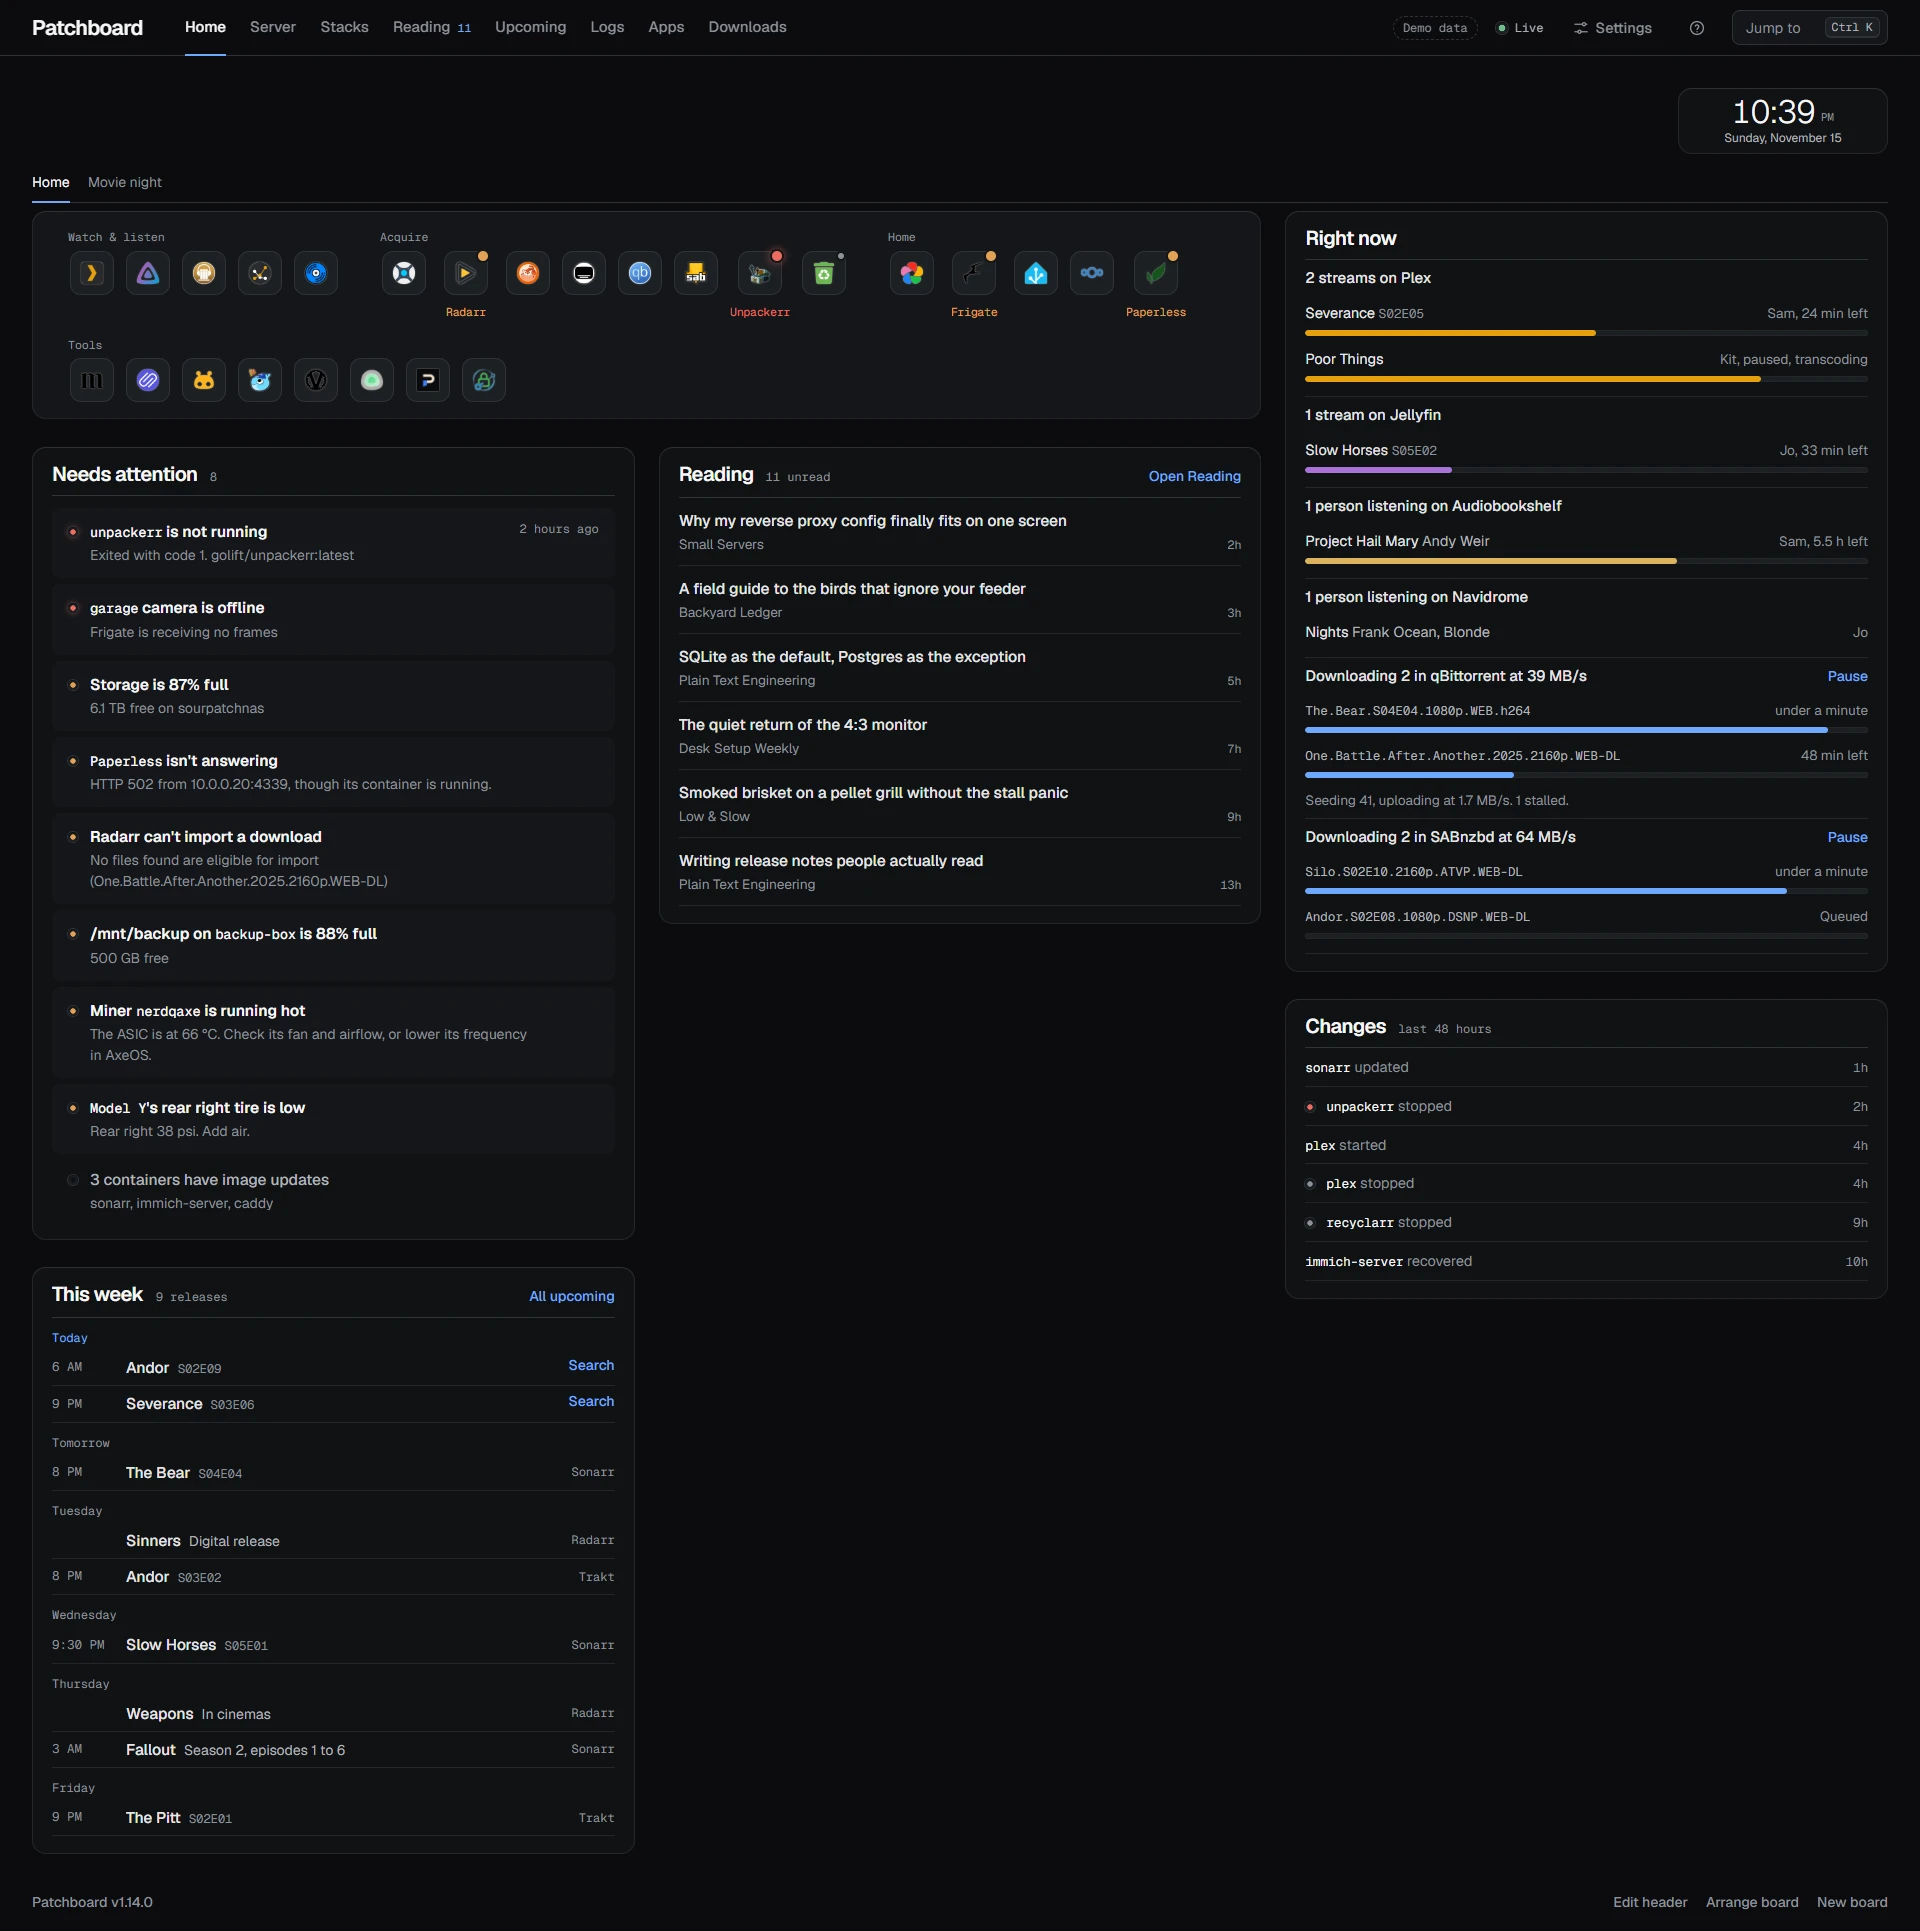 Patchboard
Home
Server
Stacks
Reading 11
Upcoming
Logs
Apps
Downloads
Demo data
Live
Settings
Jump to
Ctrl K
10:39 PM
Sunday, November 15
Home
Movie night
Watch & listen
Acquire
qb
sab
Radarr
Unpackerr
Home
Frigate
Paperless
Tools
m
Needs attention 8
unpackerr is not running
2 hours ago
Exited with code 1. golift/unpackerr:latest
garage camera is offline
Frigate is receiving no frames
Storage is 87% full
6.1 TB free on sourpatchnas
Paperless isn't answering
HTTP 502 from 10.0.0.20:4339, though its container is running.
Radarr can't import a download
No files found are eligible for import
(One.Battle.After.Another.2025.2160p.WEB-DL)
/mnt/backup on backup-box is 88% full
500 GB free
Miner nerdqaxe is running hot
The ASIC is at 66 °C. Check its fan and airflow, or lower its frequency
in AxeOS.
Model Y's rear right tire is low
Rear right 38 psi. Add air.
3 containers have image updates
sonarr, immich-server, caddy
This week 9 releases
All upcoming
Today
6 AM Andor S02E09 Search
9 PM Severance S03E06 Search
Tomorrow
8 PM The Bear S04E04 Sonarr
Tuesday
Sinners Digital release Radarr
8 PM Andor S03E02 Trakt
Wednesday
9:30 PM Slow Horses S05E01 Sonarr
Thursday
Weapons In cinemas Radarr
3 AM Fallout Season 2, episodes 1 to 6 Sonarr
Friday
9 PM The Pitt S02E01 Trakt
Reading 11 unread
Open Reading
Why my reverse proxy config finally fits on one screen
Small Servers 2h
A field guide to the birds that ignore your feeder
Backyard Ledger 3h
SQLite as the default, Postgres as the exception
Plain Text Engineering 5h
The quiet return of the 4:3 monitor
Desk Setup Weekly 7h
Smoked brisket on a pellet grill without the stall panic
Low & Slow 9h
Writing release notes people actually read
Plain Text Engineering 13h
Right now
2 streams on Plex
Severance S02E05 Sam, 24 min left
Poor Things Kit, paused, transcoding
1 stream on Jellyfin
Slow Horses S05E02 Jo, 33 min left
1 person listening on Audiobookshelf
Project Hail Mary Andy Weir Sam, 5.5 h left
1 person listening on Navidrome
Nights Frank Ocean, Blonde Jo
Downloading 2 in qBittorrent at 39 MB/s Pause
The.Bear.S04E04.1080p.WEB.h264 under a minute
One.Battle.After.Another.2025.2160p.WEB-DL 48 min left
Seeding 41, uploading at 1.7 MB/s. 1 stalled.
Downloading 2 in SABnzbd at 64 MB/s Pause
Silo.S02E10.2160p.ATVP.WEB-DL under a minute
Andor.S02E08.1080p.DSNP.WEB-DL Queued
Changes last 48 hours
sonarr updated 1h
unpackerr stopped 2h
plex started 4h
plex stopped 4h
recyclarr stopped 9h
immich-server recovered 10h
Patchboard v1.14.0
Edit header
Arrange board
New board